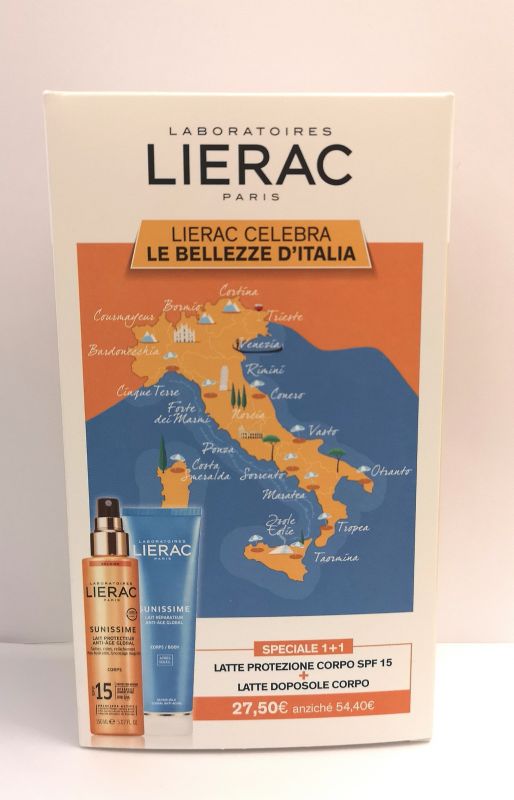 LABORATOIRES
LIERAC
PARIS
LIERAC CELEBRA
LE BELLEZZE D'ITALIA
Cortina
Bormio
Courmayeur
Trieste
Bardonecchia
Venezia
Rimini
Cinque Terre
Conero
Forte
dei Marmi
Norcia
Vasto
Ponza
Costa
Smeralda
Sorrento
Otranto
Maratea
Isole
Eolie
Tropea
Taormina
LABORATOIRES
LIERAC
PARIS
SUNISSIME
LAIT PROTECTEUR
ANTI-ÂGE GLOBAL
CORPS
15
150ML
LABORATOIRES
LIERAC
SUNISSIME
LAIT RÉPARATEUR
ANTI-ÂGE GLOBAL
CORPS / BODY
SPECIALE 1+1
LATTE PROTEZIONE CORPO SPF 15
+
LATTE DOPOSOLE CORPO
27,50€ anziché 54,40€